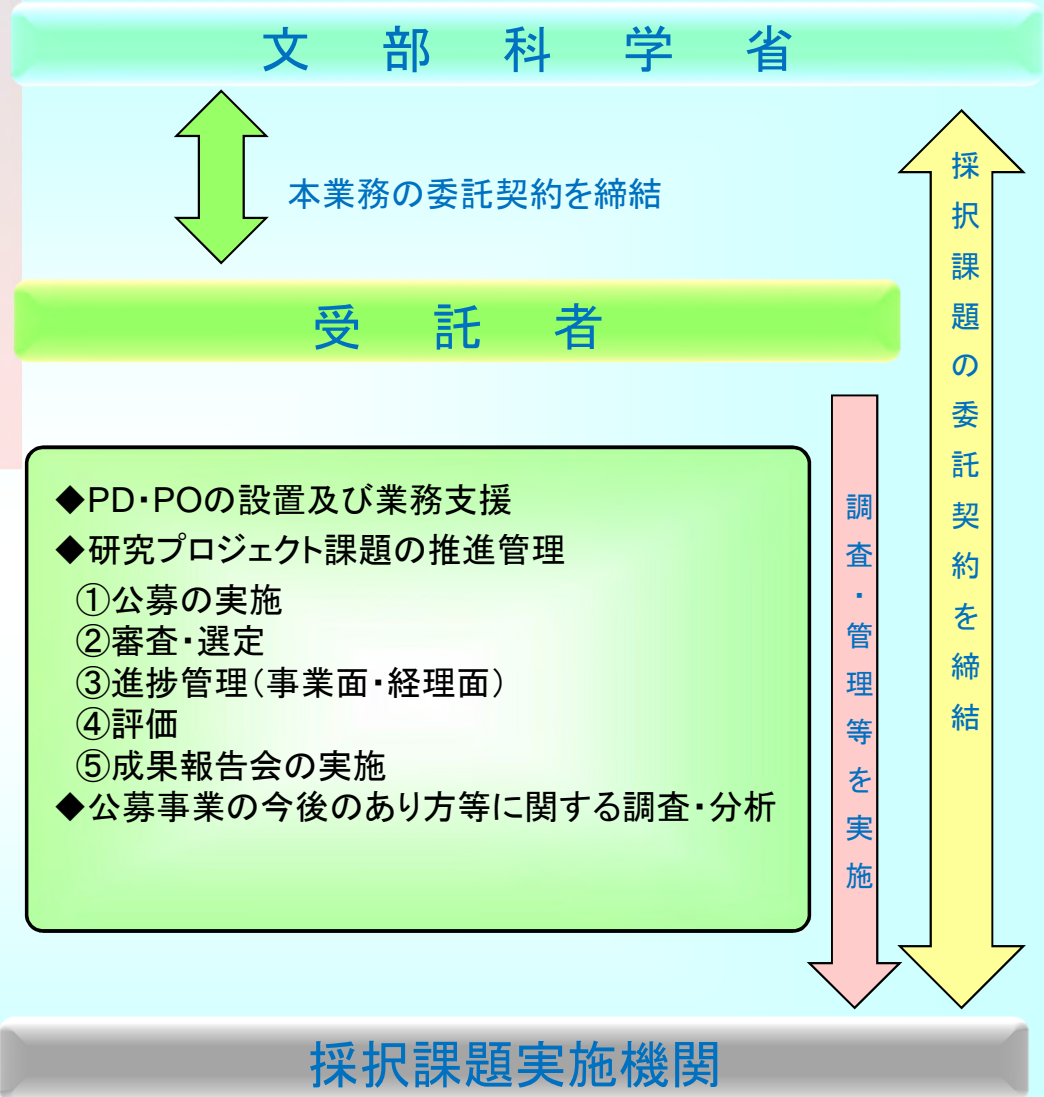 文部科学省
本業務の委託契約を締結
受託者
◆PD・POの設置及び業務支援
◆研究プロジェクト課題の推進管理
①公募の実施
②審査・選定
③進捗管理(事業面・経理面)
④評価
⑤成果報告会の実施
◆公募事業の今後のあり方等に関する調査・分析
調査・管理等を実施
採択課題の委託契約を締結
採択課題実施機関